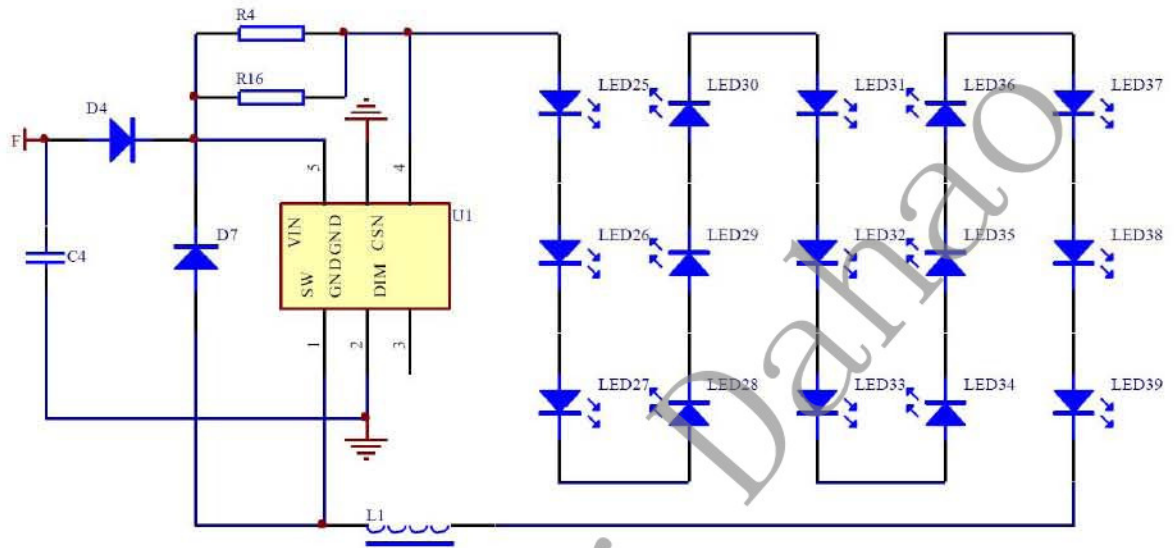 R4
R16
D4
F
C4
D7
5
4
U1
VIN
GND
CSN
SW
GND
DIM
1
2
3
L1
LED25
LED30
LED31
LED36
LED37
LED26
LED29
LED32
LED35
LED38
LED27
LED28
LED33
LED34
LED39
Dahao